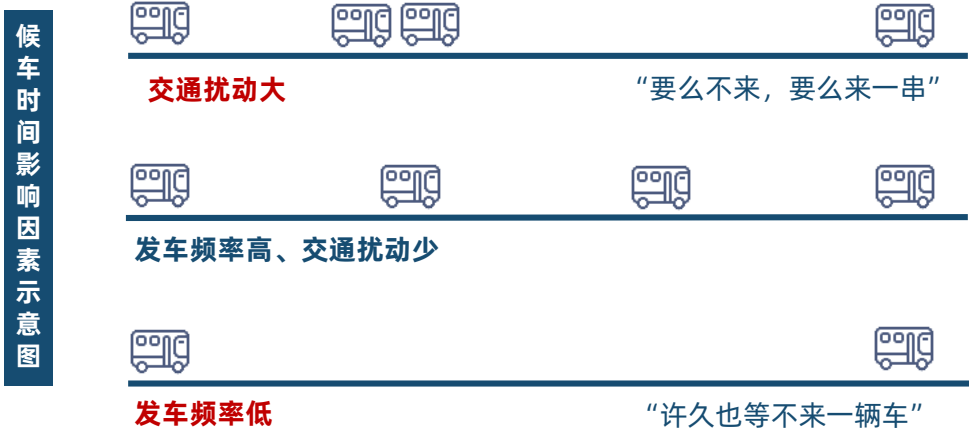 候车时间影响因素示意图
交通扰动大
“要么不来，要么来一串”
发车频率高、交通扰动少
发车频率低
“许久也等不来一辆车”